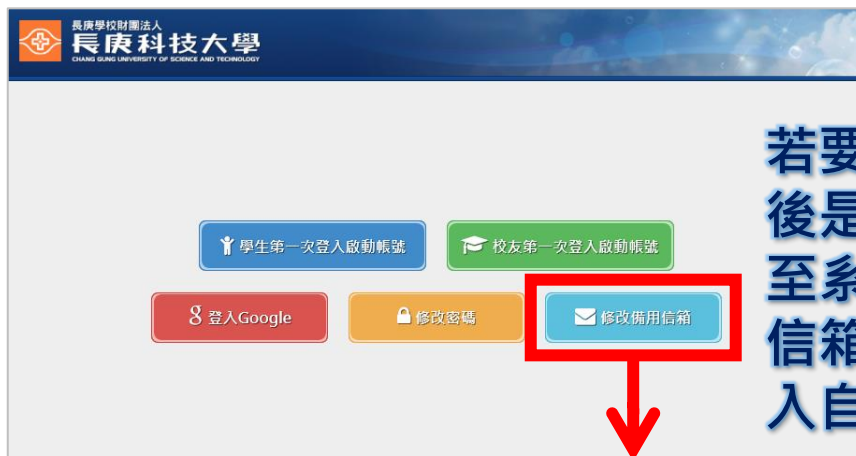 長庚學校財團法人
長庚科技大學
CHANG GUNG UNIVERSITY OF SCIENCE AND TECHNOLOGY
學生第一次登入啟動帳號
校友第一次登入啟動帳號
登入Google
修改密碼
修改備用信箱
若要
後是
至系
信箱
入自